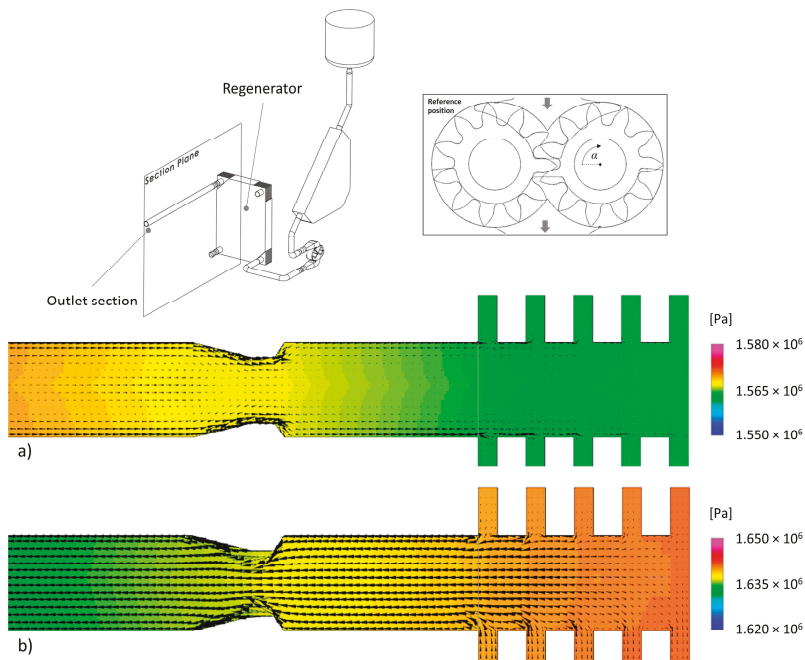 Regenerator
Section Plane
Outlet section
Reference
position
α
[Pa]
1.580 × 10⁶
1.565 × 10⁶
1.550 × 10⁶
a)
[Pa]
1.650 × 10⁶
1.635 × 10⁶
1.620 × 10⁶
b)